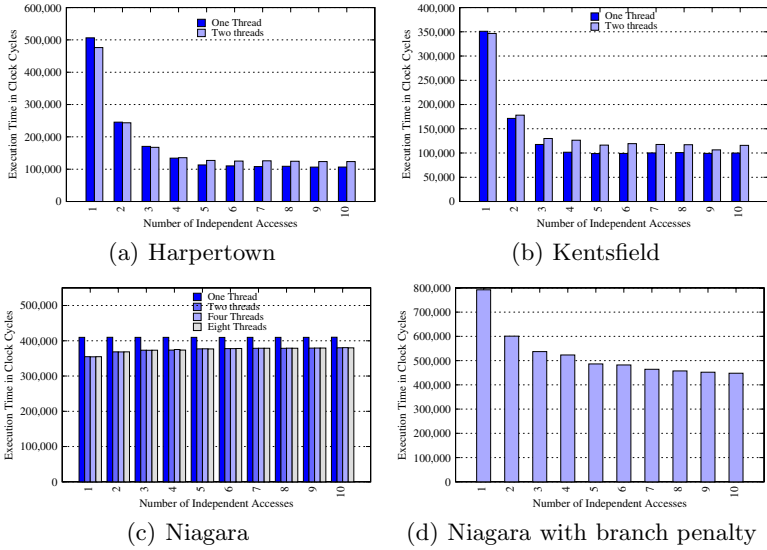 600,000
500,000
400,000
300,000
200,000
100,000
0
Execution Time in Clock Cycles
One Thread
Two threads
1 2 3 4 5 6 7 8 9 10
Number of Independent Accesses
(a) Harpertown
400,000
350,000
300,000
250,000
200,000
150,000
100,000
50,000
0
Execution Time in Clock Cycles
One Thread
Two threads
1 2 3 4 5 6 7 8 9 10
Number of Independent Accesses
(b) Kentsfield
500,000
400,000
300,000
200,000
100,000
0
Execution Time in Clock Cycles
One Thread
Two threads
Four Threads
Eight Threads
1 2 3 4 5 6 7 8 9 10
Number of Independent Accesses
(c) Niagara
800,000
700,000
600,000
500,000
400,000
300,000
200,000
100,000
0
Execution Time in Clock Cycles
1 2 3 4 5 6 7 8 9 10
Number of Independent Accesses
(d) Niagara with branch penalty